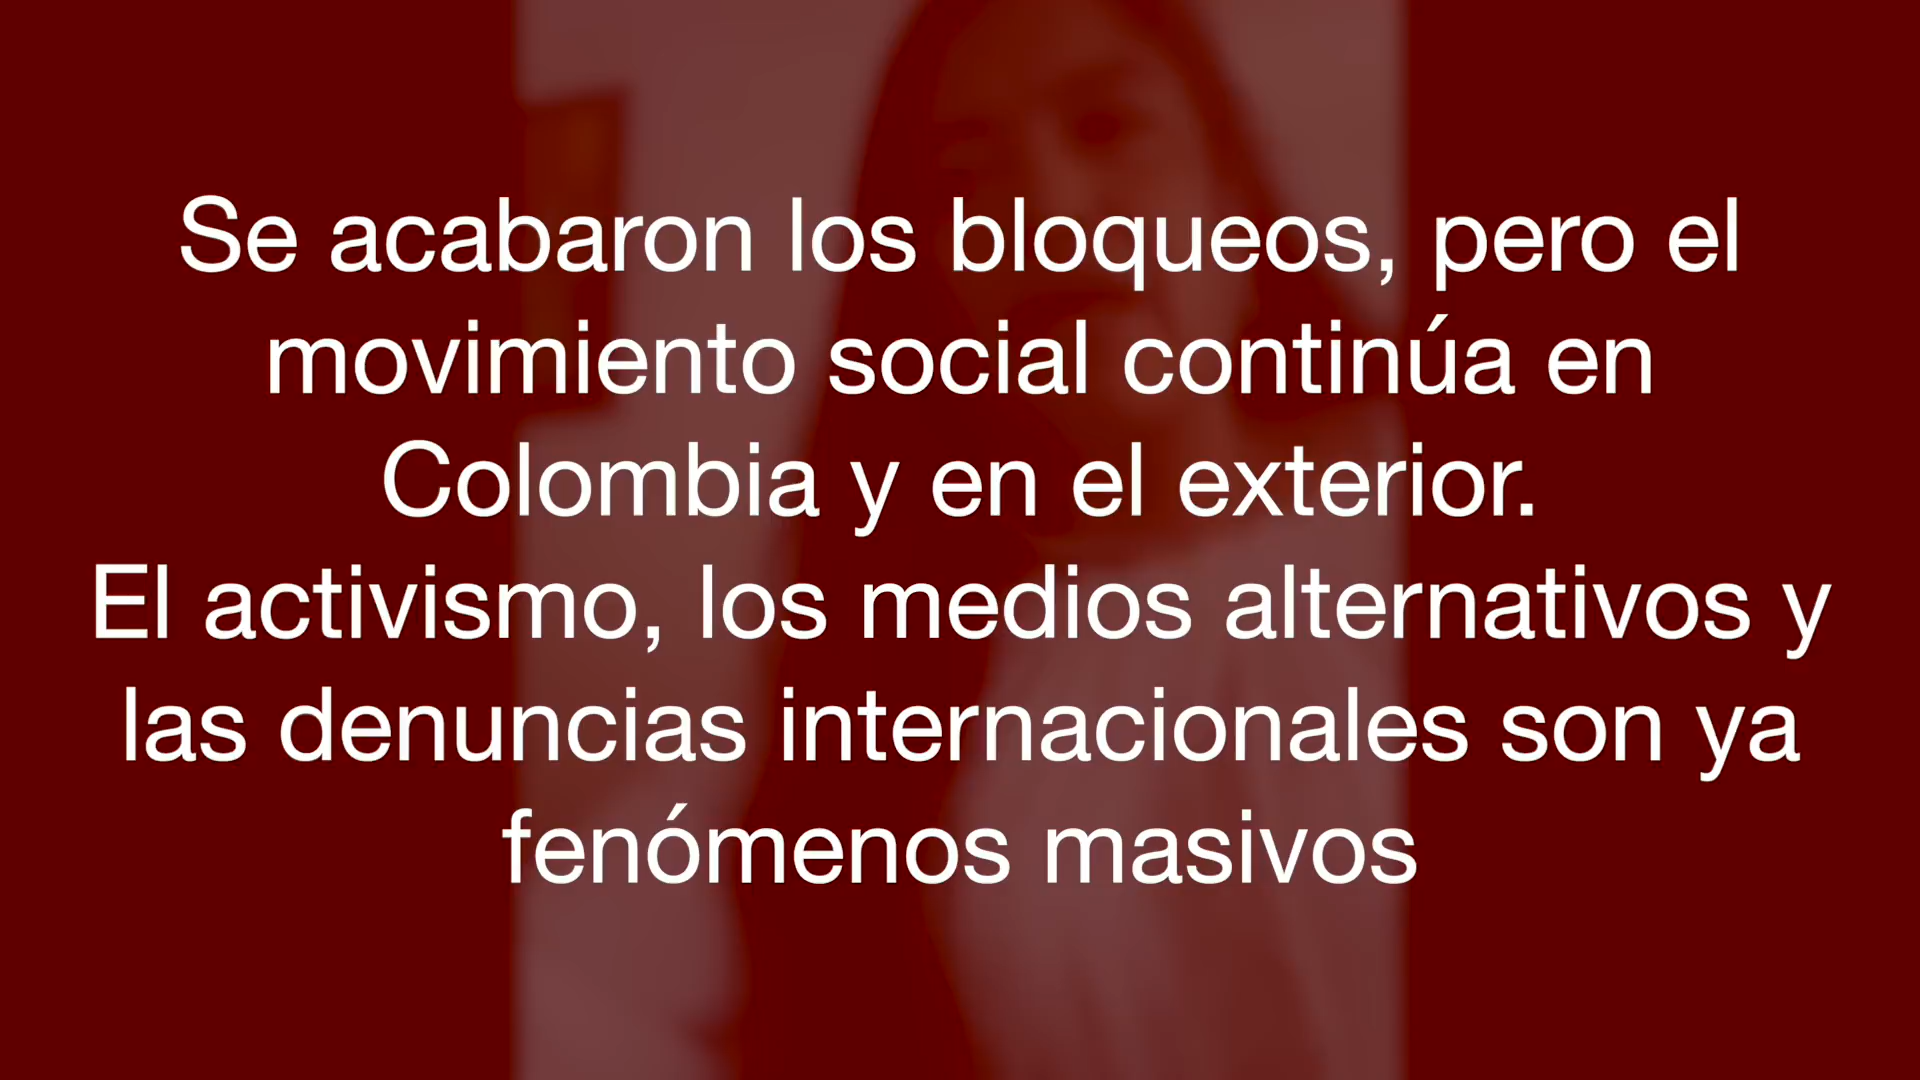 Se acabaron los bloqueos, pero el
movimiento social continúa en
Colombia y en el exterior.
El activismo, los medios alternativos y
las denuncias internacionales son ya
fenómenos masivos